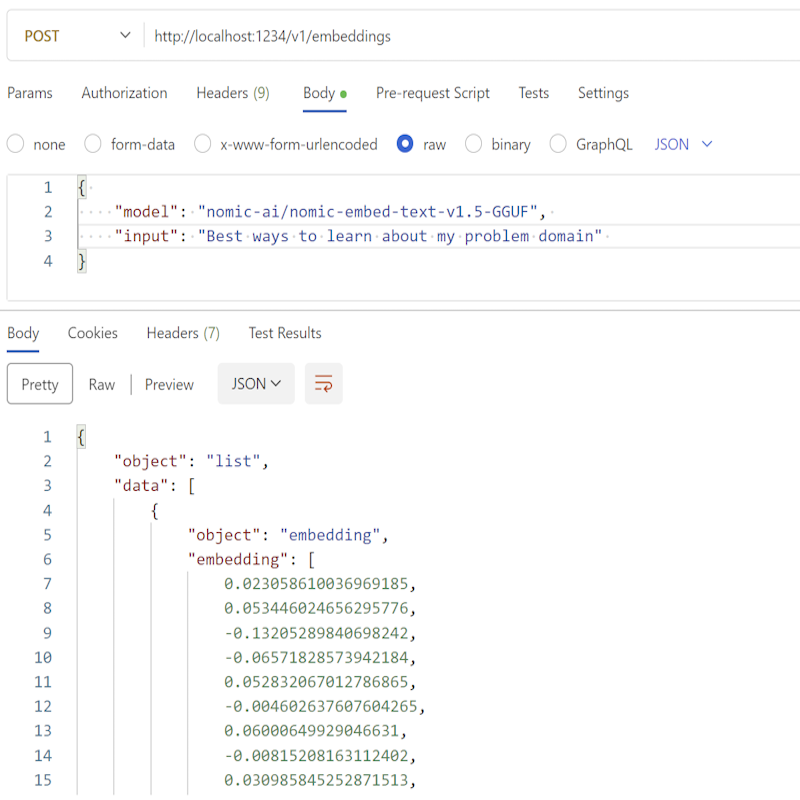 POST http://localhost:1234/v1/embeddings
Params Authorization Headers (9) Body Pre-request Script Tests Settings
none form-data x-www-form-urlencoded raw binary GraphQL JSON
1 {
2 "model": "nomic-ai/nomic-embed-text-v1.5-GGUF",
3 "input": "Best ways to learn about my problem domain"
4 }
Body Cookies Headers (7) Test Results
Pretty Raw Preview JSON
1 {
2 "object": "list",
3 "data": [
4 {
5 "object": "embedding",
6 "embedding": [
7 0.023058610036969185,
8 0.053446024656295776,
9 -0.13205289840698242,
10 -0.06571828573942184,
11 0.052832067012786865,
12 -0.004602637607604265,
13 0.06000649929046631,
14 -0.00815208163112402,
15 0.030985845252871513,